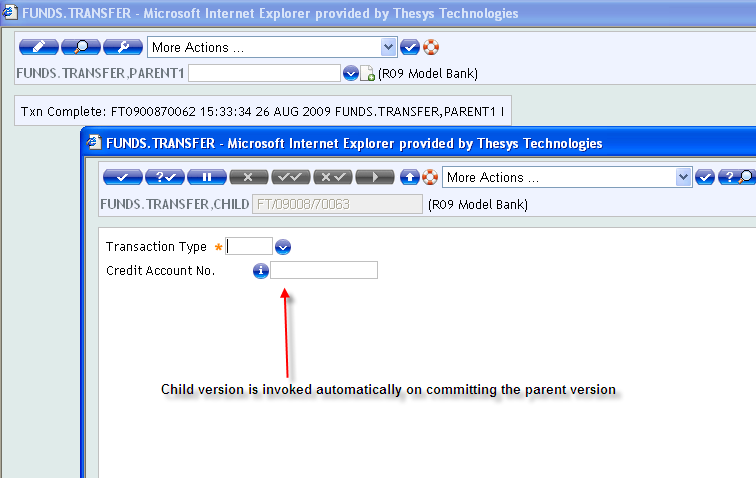 FUNDS.TRANSFER - Microsoft Internet Explorer provided by Thesys Technologies
More Actions ...
FUNDS.TRANSFER,PARENT1 (R09 Model Bank)
Txn Complete: FT0900870062 15:33:34 26 AUG 2009 FUNDS.TRANSFER,PARENT1 I
FUNDS.TRANSFER - Microsoft Internet Explorer provided by Thesys Technologies
More Actions ...
?
FUNDS.TRANSFER,CHILD FT/09008/70063 (R09 Model Bank)
Transaction Type *
Credit Account No.
Child version is invoked automatically on committing the parent version